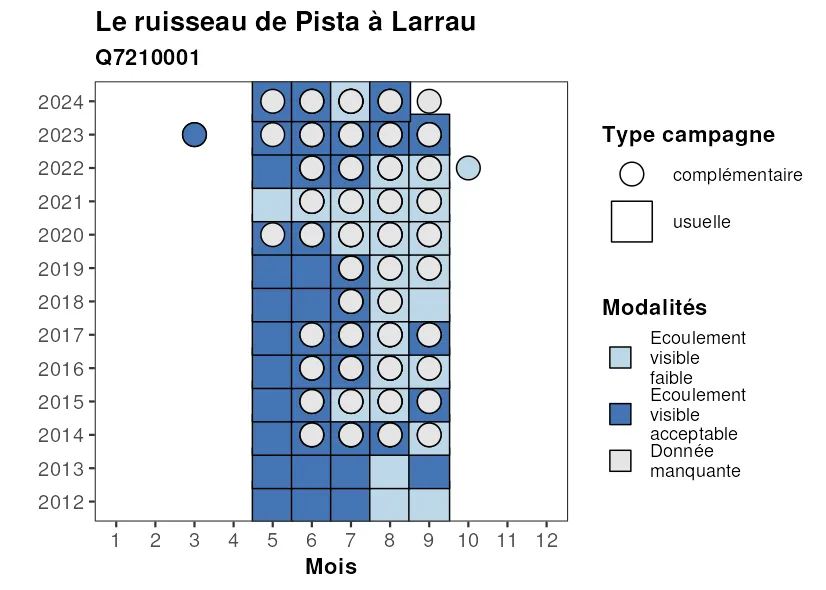 Le ruisseau de Pista à Larrau
Q7210001
2024
2023
2022
2021
2020
2019
2018
2017
2016
2015
2014
2013
2012
1 2 3 4 5 6 7 8 9 10 11 12
Mois
Type campagne
complémentaire
usuelle
Modalités
Ecoulement
visible
faible
Ecoulement
visible
acceptable
Donnée
manquante